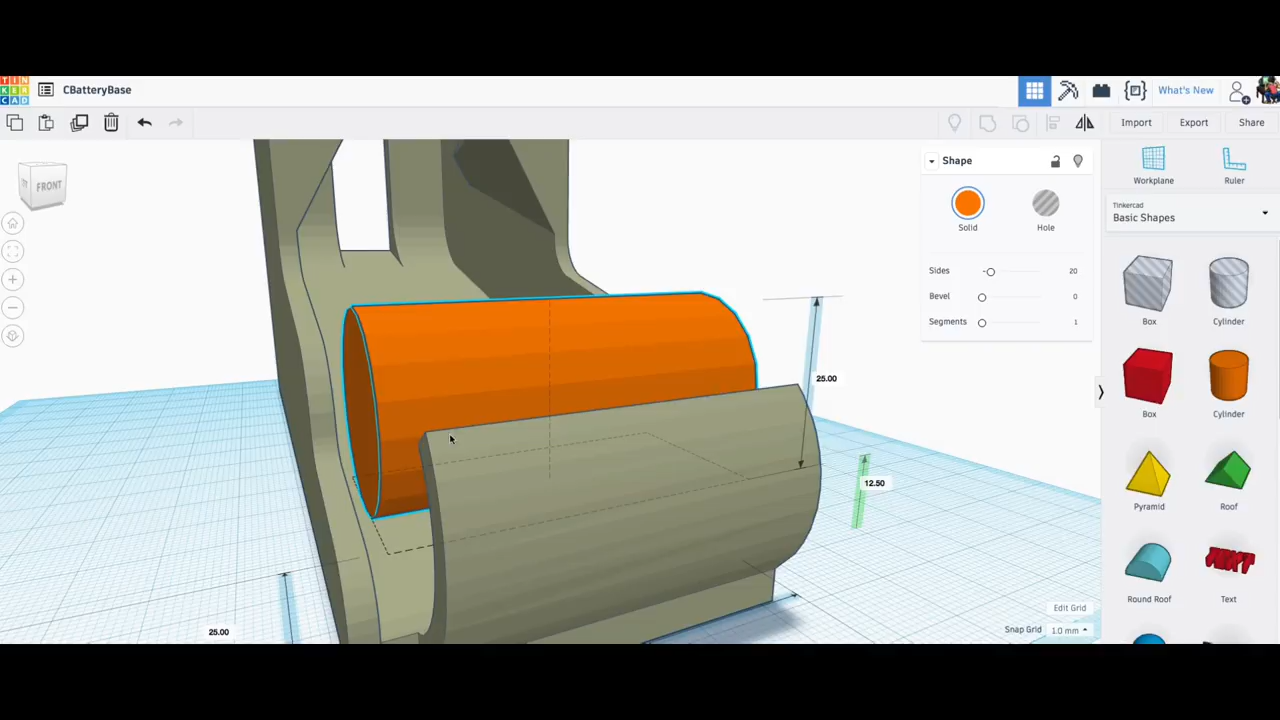 TIN
KER
CAD
CBatteryBase
What's New
Import
Export
Share
FRONT
Shape
Solid
Hole
Sides
20
Bevel
0
Segments
1
Workplane
Ruler
Tinkercad
Basic Shapes
Box
Cylinder
Box
Cylinder
Pyramid
Roof
Round Roof
Text
25.00
12.50
25.00
Edit Grid
Snap Grid
1.0 mm